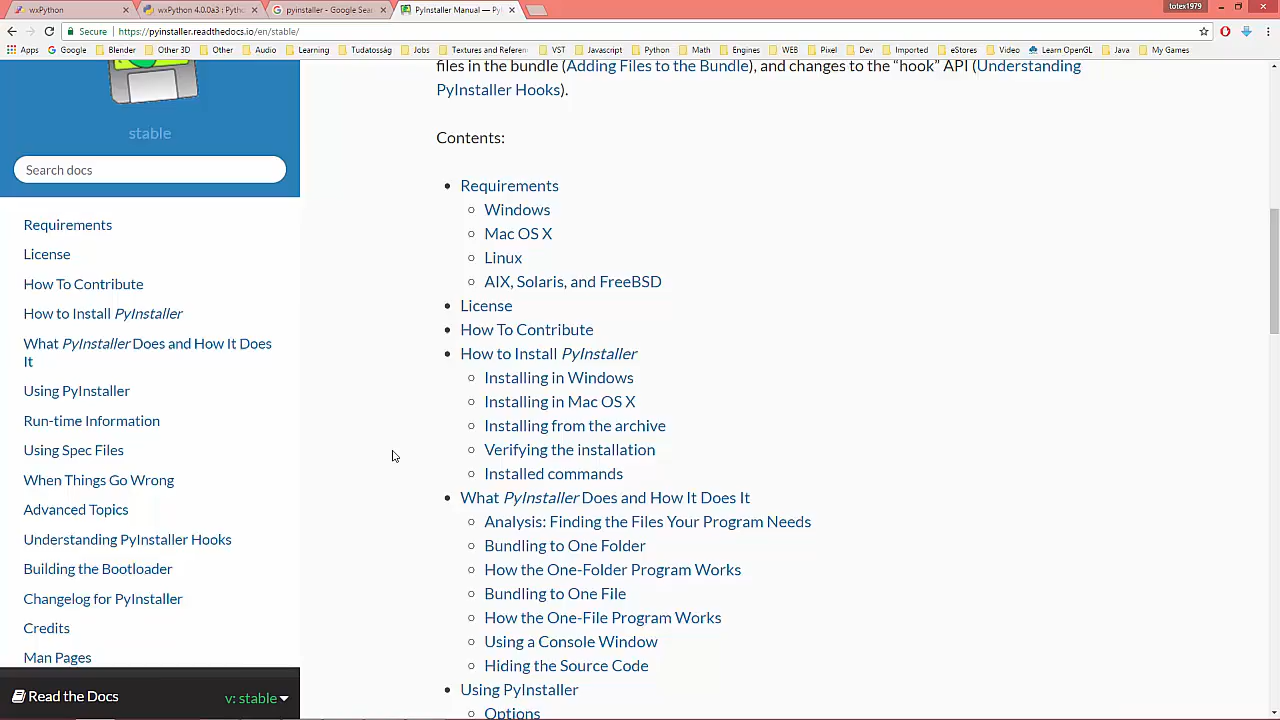 wxPython
wxPython 4.0.0a3 : Pytho
pyinstaller - Google Sea
PyInstaller Manual — Pyl
totex1979
Secure
https://pyinstaller.readthedocs.io/en/stable/
Apps
Google
Blender
Other 3D
Other
Audio
Learning
Tudatosság
Jobs
Textures and Referen
VST
Javascript
Python
Math
Engines
WEB
Pixel
Dev
Imported
eStores
Video
Learn OpenGL
Java
My Games
stable
Search docs
Requirements
License
How To Contribute
How to Install PyInstaller
What PyInstaller Does and How It Does
It
Using PyInstaller
Run-time Information
Using Spec Files
When Things Go Wrong
Advanced Topics
Understanding PyInstaller Hooks
Building the Bootloader
Changelog for PyInstaller
Credits
Man Pages
Read the Docs
v: stable
files in the bundle (Adding Files to the Bundle), and changes to the “hook” API (Understanding
PyInstaller Hooks).
Contents:
Requirements
Windows
Mac OS X
Linux
AIX, Solaris, and FreeBSD
License
How To Contribute
How to Install PyInstaller
Installing in Windows
Installing in Mac OS X
Installing from the archive
Verifying the installation
Installed commands
What PyInstaller Does and How It Does It
Analysis: Finding the Files Your Program Needs
Bundling to One Folder
How the One-Folder Program Works
Bundling to One File
How the One-File Program Works
Using a Console Window
Hiding the Source Code
Using PyInstaller
Options